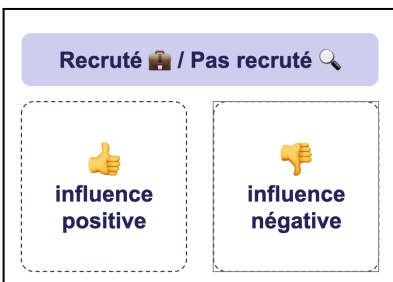 Recruté 💼 / Pas recruté 🔍
👍
influence
positive
👎
influence
négative